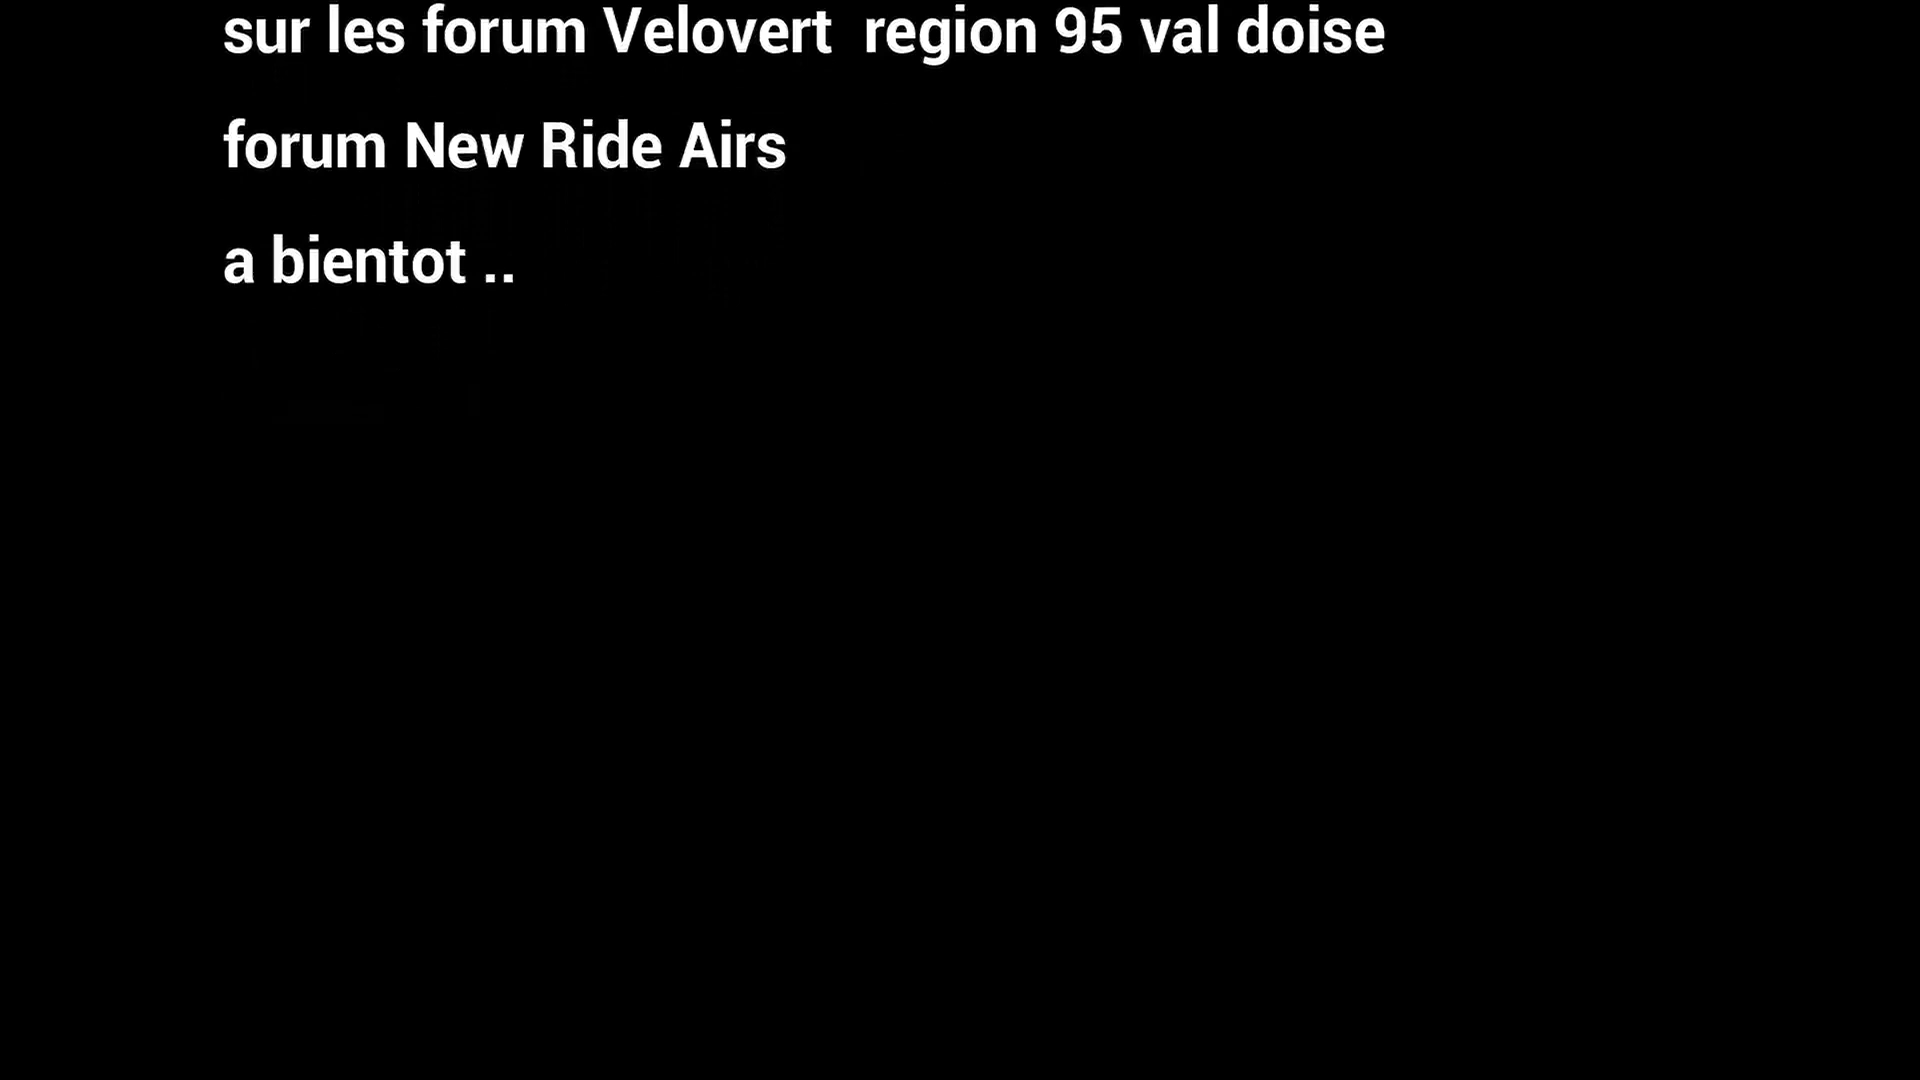 sur les forum Velovert  region 95 val doise
forum New Ride Airs
a bientot ..